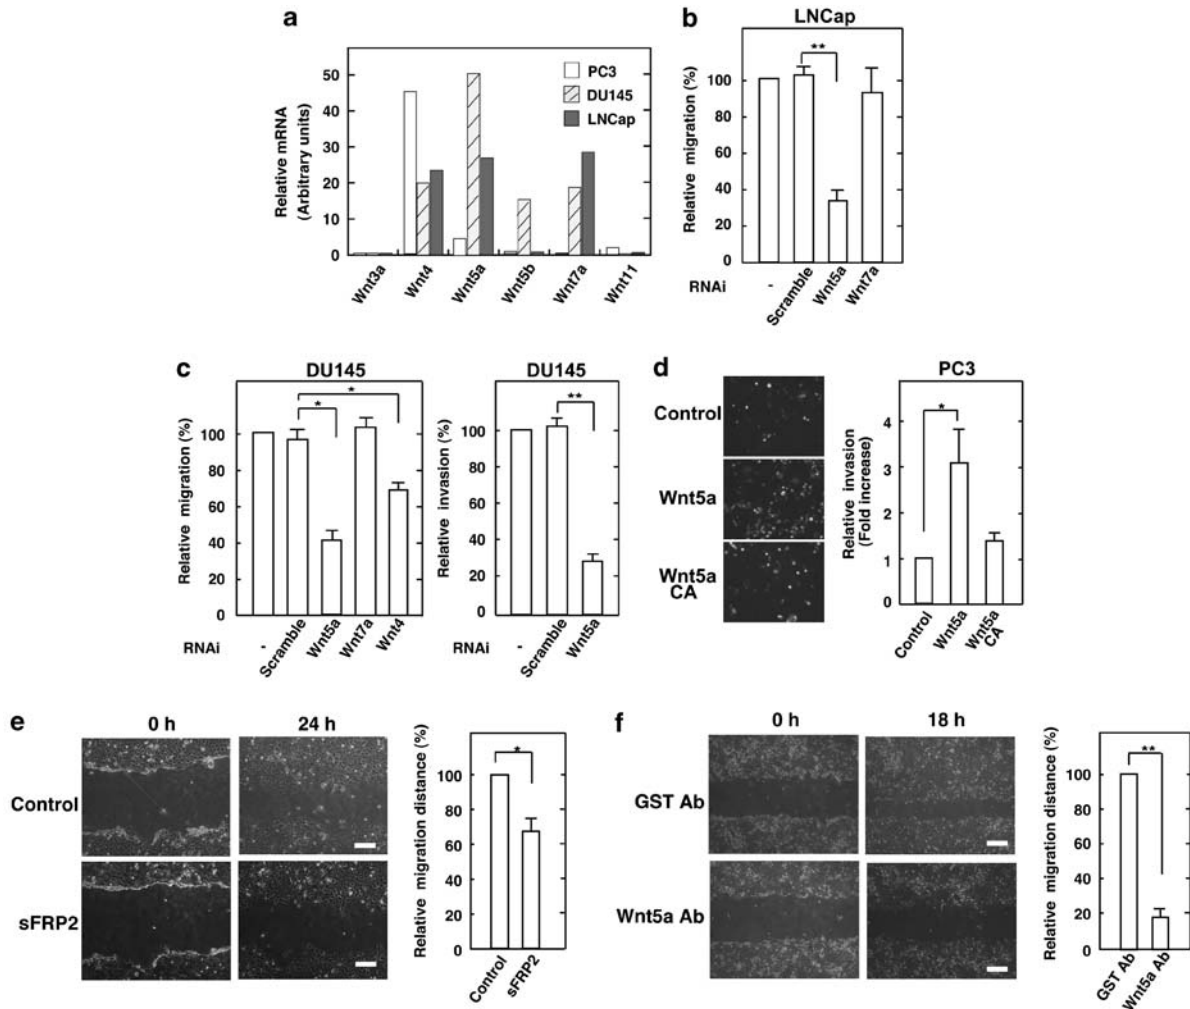 a
Relative mRNA
(Arbitrary units)
50
40
30
20
10
0
PC3
DU145
LNCap
Wnt3a
Wnt4
Wnt5a
Wnt5b
Wnt7a
Wnt11
b
LNCap
Relative migration (%)
100
80
60
40
20
0
**
RNAi
-
Scramble
Wnt5a
Wnt7a
c
DU145
Relative migration (%)
100
80
60
40
20
0
*
*
RNAi
-
Scramble
Wnt5a
Wnt7a
Wnt4
DU145
Relative invasion (%)
100
80
60
40
20
0
**
RNAi
-
Scramble
Wnt5a
d
Control
Wnt5a
Wnt5a
CA
PC3
Relative invasion
(Fold increase)
4
3
2
1
0
*
Control
Wnt5a
Wnt5a
CA
e
0 h
24 h
Control
sFRP2
Relative migration distance (%)
100
80
60
40
20
0
*
Control
sFRP2
f
0 h
18 h
GST Ab
Wnt5a Ab
Relative migration distance (%)
100
80
60
40
20
0
**
GST Ab
Wnt5a Ab